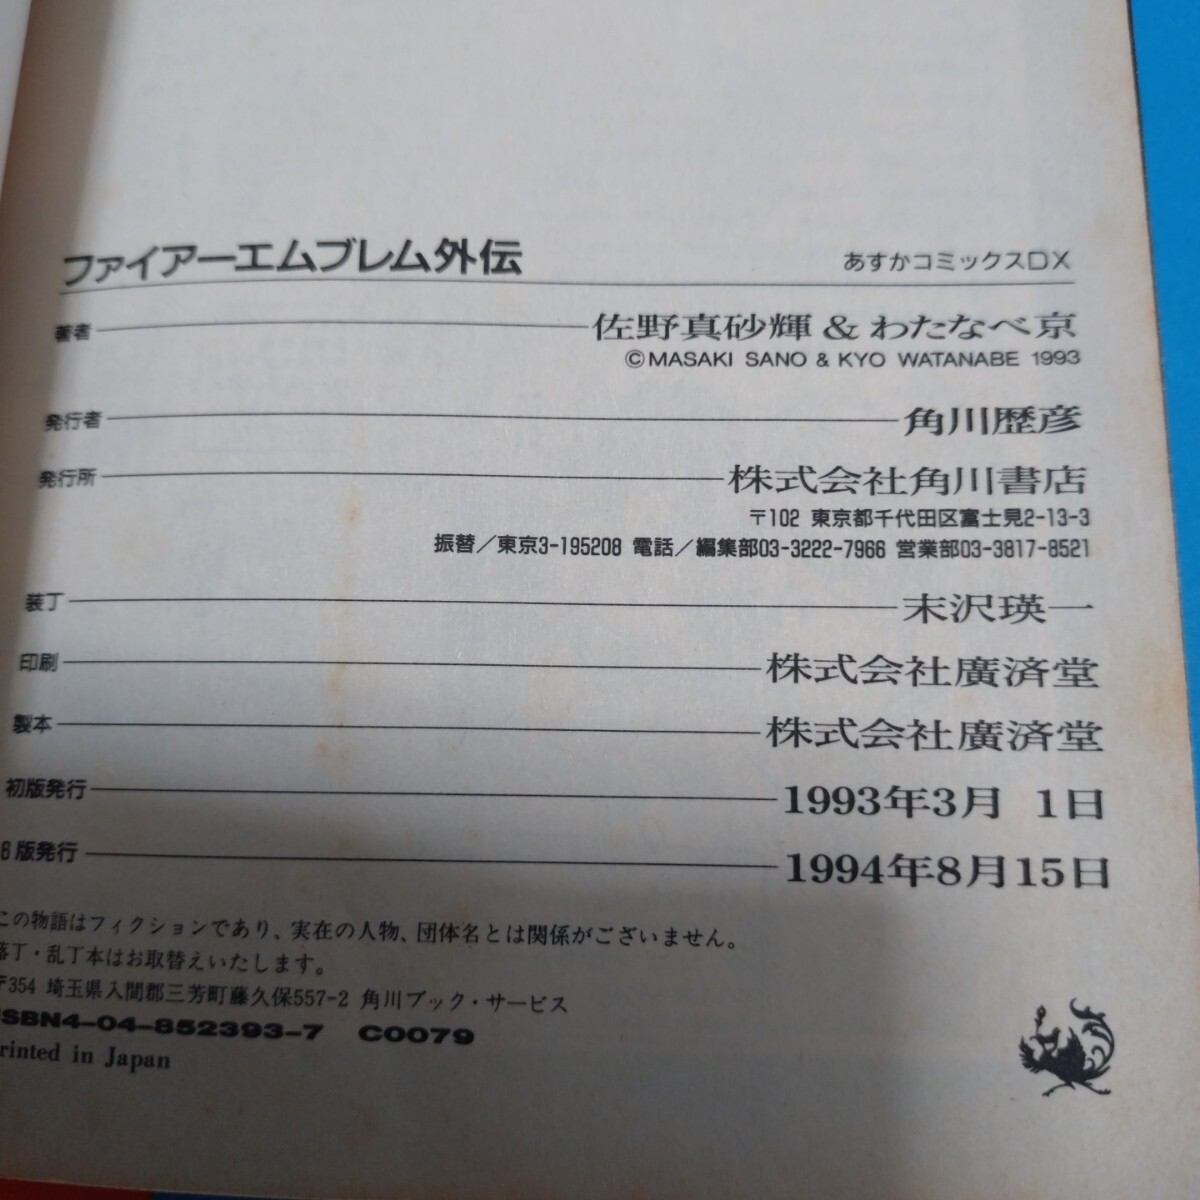 ファイアーエムブレム外伝 あすかコミックスDX
著者 佐野真砂輝 & わたなべ京
©MASAKI SANO & KYO WATANABE 1993
発行者 角川歴彦
発行所 株式会社角川書店
〒102 東京都千代田区富士見2-13-3
振替／東京3-195208 電話／編集部03-3222-7966 営業部03-3817-8521
装丁 末沢瑛一
印刷 株式会社廣済堂
製本 株式会社廣済堂
初版発行 1993年3月 1日
6版発行 1994年8月15日
この物語はフィクションであり、実在の人物、団体名とは関係がございません。
落丁・乱丁本はお取替えいたします。
〒354 埼玉県入間郡三芳町藤久保557-2 角川ブック・サービス
ISBN4-04-852393-7 C0079
Printed in Japan